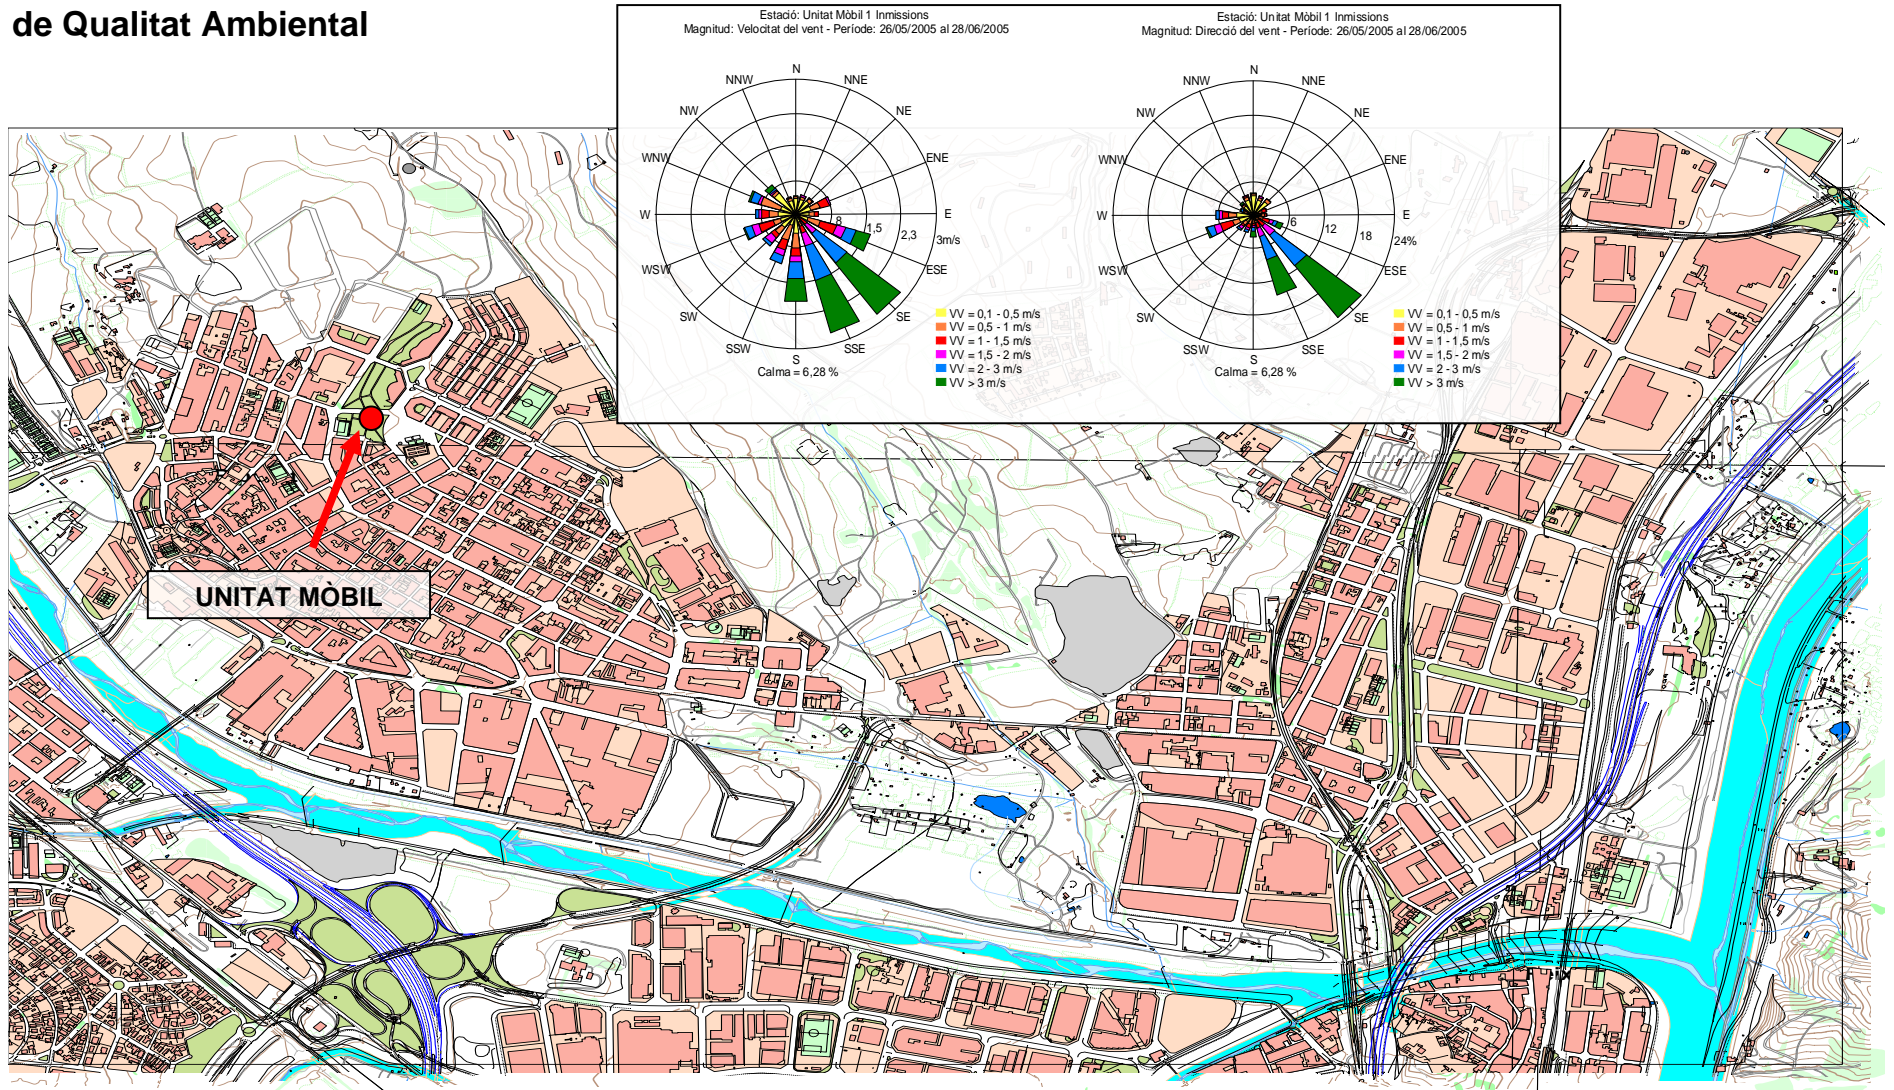 de Qualitat Ambiental
Estació: Unitat Mòbil 1 Inmissions
Magnitud: Velocitat del vent - Període: 26/05/2005 al 28/06/2005
N
NNE
NE
ENE
E
ESE
SE
SSE
S
SSW
SW
WSW
W
WNW
NW
NNW
,8
1,5
2,3
3m/s
Calma = 6,28 %
VV = 0,1 - 0,5 m/s
VV = 0,5 - 1 m/s
VV = 1 - 1,5 m/s
VV = 1,5 - 2 m/s
VV = 2 - 3 m/s
VV > 3 m/s
Estació: Unitat Mòbil 1 Inmissions
Magnitud: Direcció del vent - Període: 26/05/2005 al 28/06/2005
N
NNE
NE
ENE
E
ESE
SE
SSE
S
SSW
SW
WSW
W
WNW
NW
NNW
6
12
18
24%
Calma = 6,28 %
VV = 0,1 - 0,5 m/s
VV = 0,5 - 1 m/s
VV = 1 - 1,5 m/s
VV = 1,5 - 2 m/s
VV = 2 - 3 m/s
VV > 3 m/s
UNITAT MÒBIL